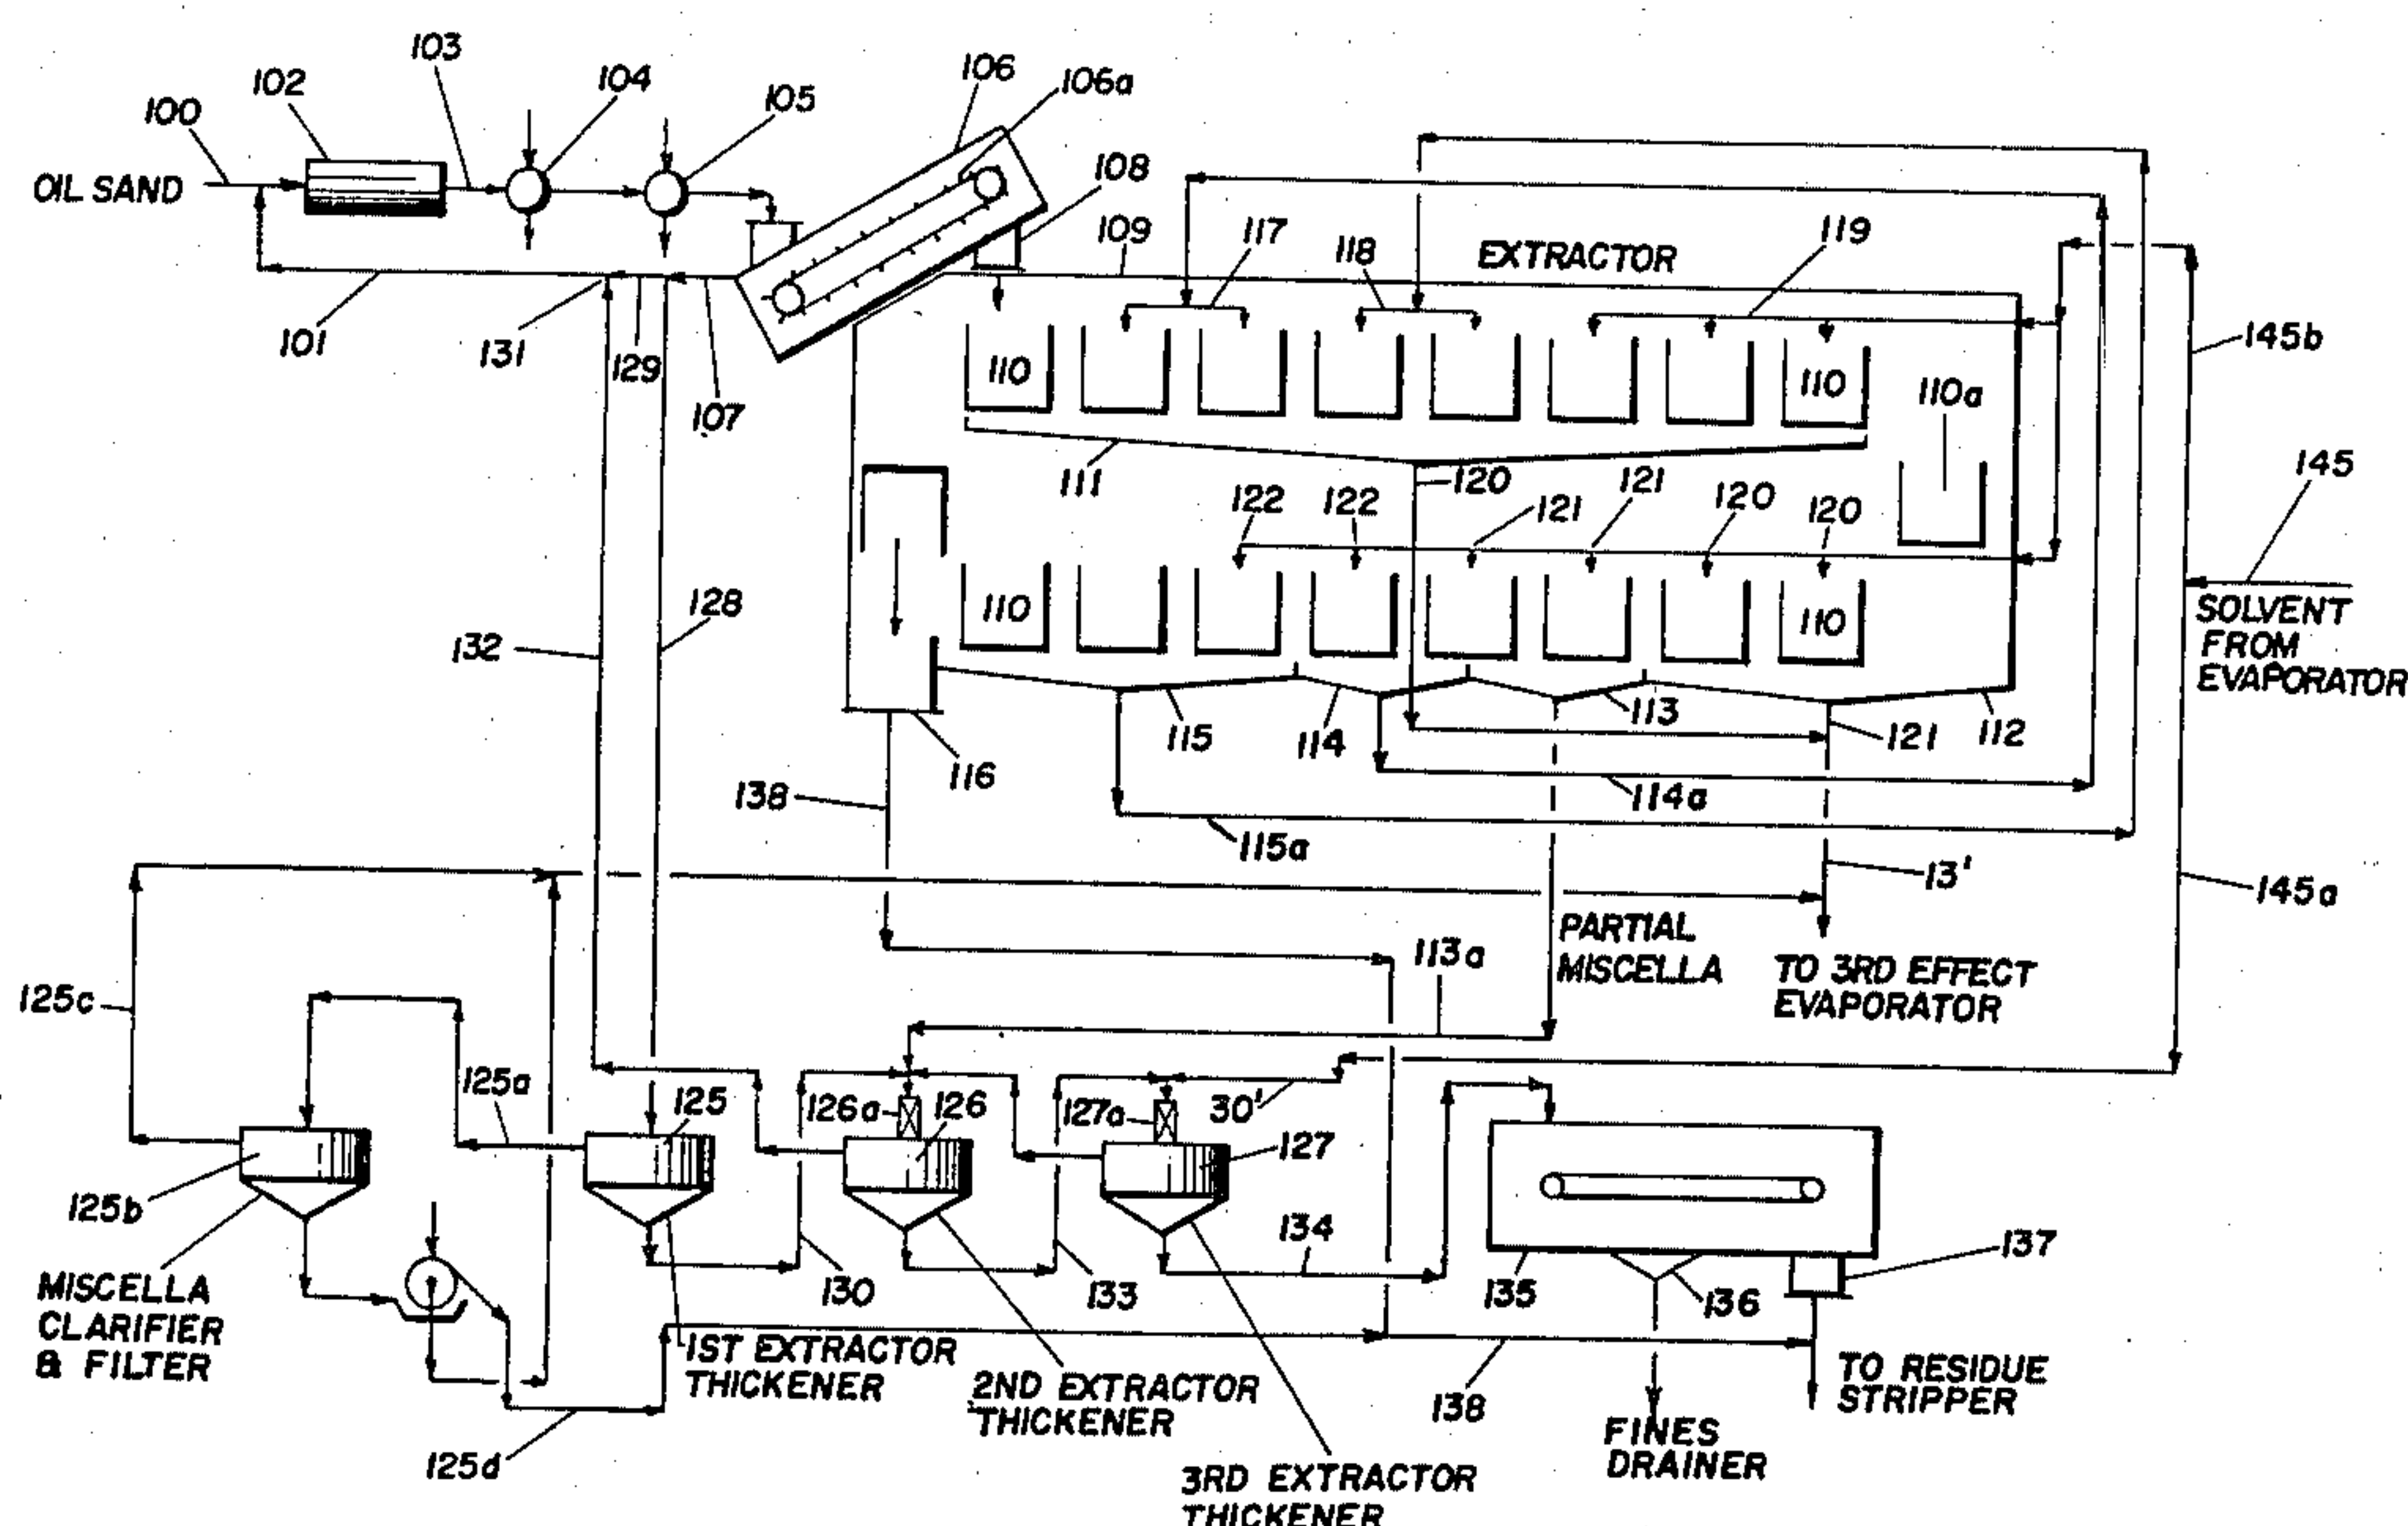 100
102
103
104
105
106
106a
108
OIL SAND
109
117
118
EXTRACTOR
119
101
131
129
107
110
110
110a
145b
111
120
145
122
122
121
121
120
120
128
132
110
110
SOLVENT
FROM
EVAPORATOR
115
114
113
121
112
116
138
114a
115a
13'
145a
125c
113a
PARTIAL
MISCELLA
TO 3RD EFFECT
EVAPORATOR
125a
125
126a
126
127a
30'
127
125b
134
137
MISCELLA
CLARIFIER
& FILTER
130
133
135
136
1ST EXTRACTOR
THICKENER
2ND EXTRACTOR
THICKENER
138
TO RESIDUE
STRIPPER
125d
FINES
DRAINER
3RD EXTRACTOR
THICKENER